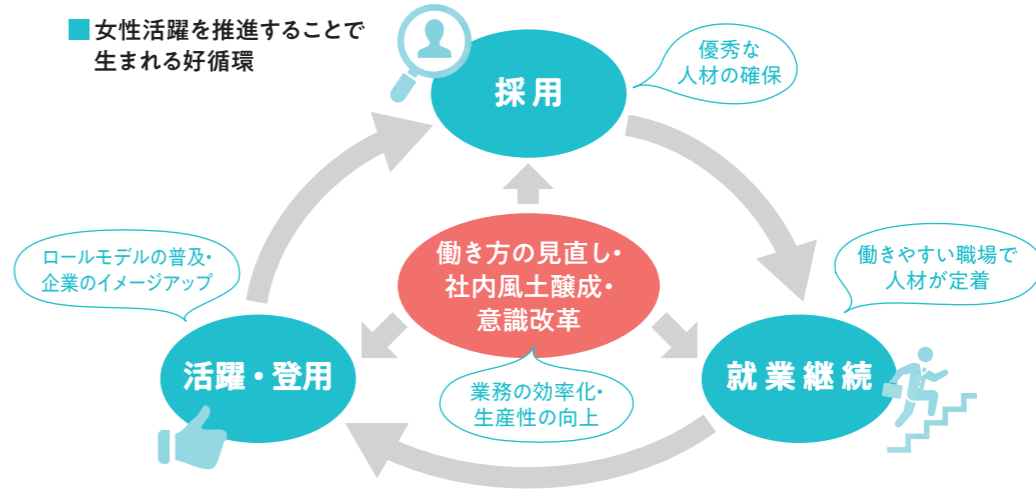 ■女性活躍を推進することで
生まれる好循環
採用
優秀な
人材の確保
働き方の見直し・
社内風土醸成・
意識改革
ロールモデルの普及・
企業のイメージアップ
働きやすい職場で
人材が定着
活躍・登用
業務の効率化・
生産性の向上
就業継続